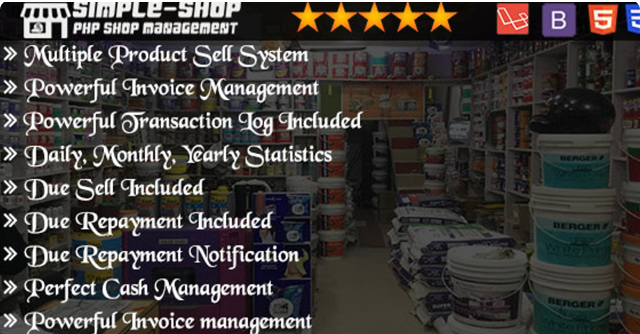 SIMPLE-SHOP
PHP SHOP MANAGEMENT
B
» Multiple Product Sell System
» Powerful Invoice Management
» Powerful Transaction Log Included
» Daily, Monthly, Yearly Statistics
» Due Sell Included
» Due Repayment Included
» Due Repayment Notification
» Perfect Cash Management
» Powerful Invoice management
BERGER
BERGER
BERGER